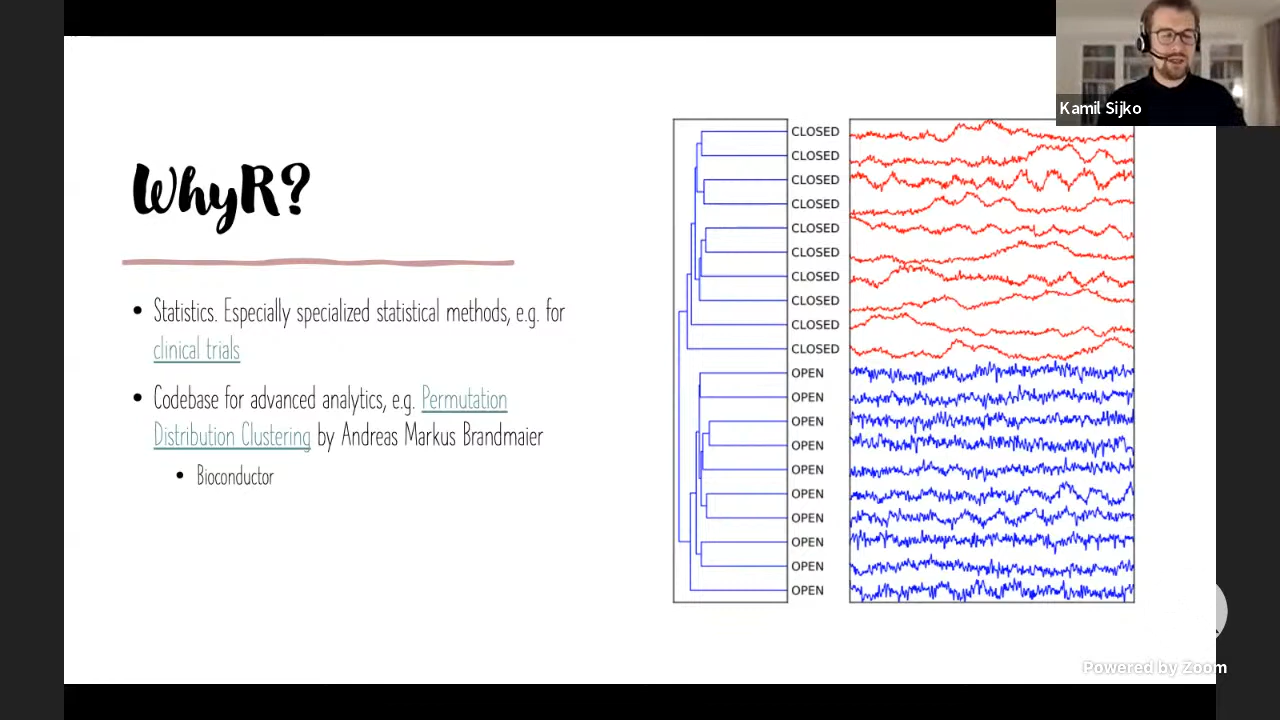 Kamil Sijko
WhyR?
• Statistics. Especially specialized statistical methods, e.g. for
clinical trials
• Codebase for advanced analytics, e.g. Permutation
Distribution Clustering by Andreas Markus Brandmaier
• Bioconductor
CLOSED
CLOSED
CLOSED
CLOSED
CLOSED
CLOSED
CLOSED
CLOSED
CLOSED
CLOSED
OPEN
OPEN
OPEN
OPEN
OPEN
OPEN
OPEN
OPEN
OPEN
OPEN
Powered by Zoom